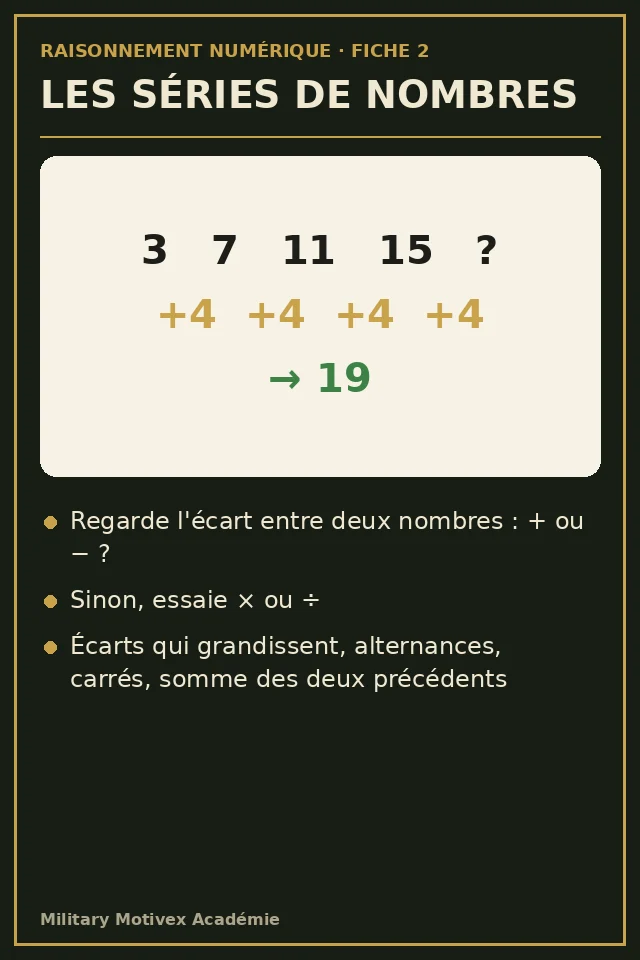 RAISONNEMENT NUMÉRIQUE · FICHE 2
LES SÉRIES DE NOMBRES
3 7 11 15 ?
+4 +4 +4 +4
→ 19
Regarde l'écart entre deux nombres : + ou
− ?
Sinon, essaie × ou ÷
Écarts qui grandissent, alternances,
carrés, somme des deux précédents
Military Motivex Académie